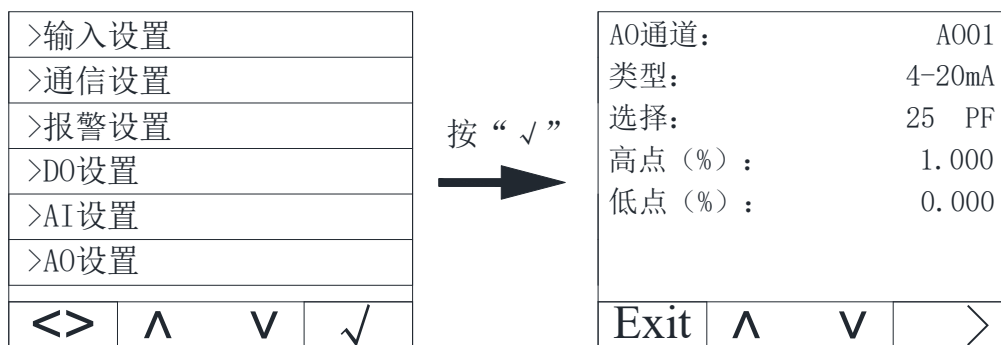 >输入设置
>通信设置
>报警设置
>DO设置
>AI设置
>AO设置
<> ∧ ∨ √
按“√”
AO通道： AO01
类型： 4-20mA
选择： 25 PF
高点（%）： 1.000
低点（%）： 0.000
Exit ∧ ∨ >